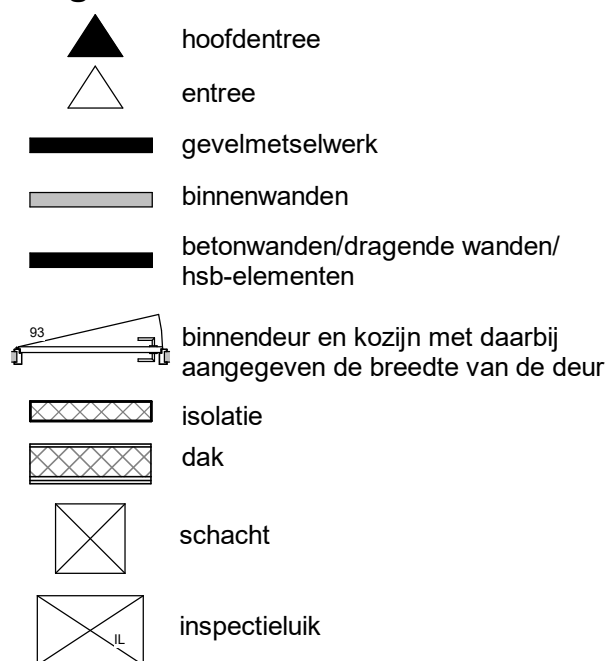 hoofdentree
entree
gevelmetselwerk
binnenwanden
betonwanden/dragende wanden/
hsb-elementen
93
binnendeur en kozijn met daarbij
aangegeven de breedte van de deur
isolatie
dak
schacht
IL
inspectieluik